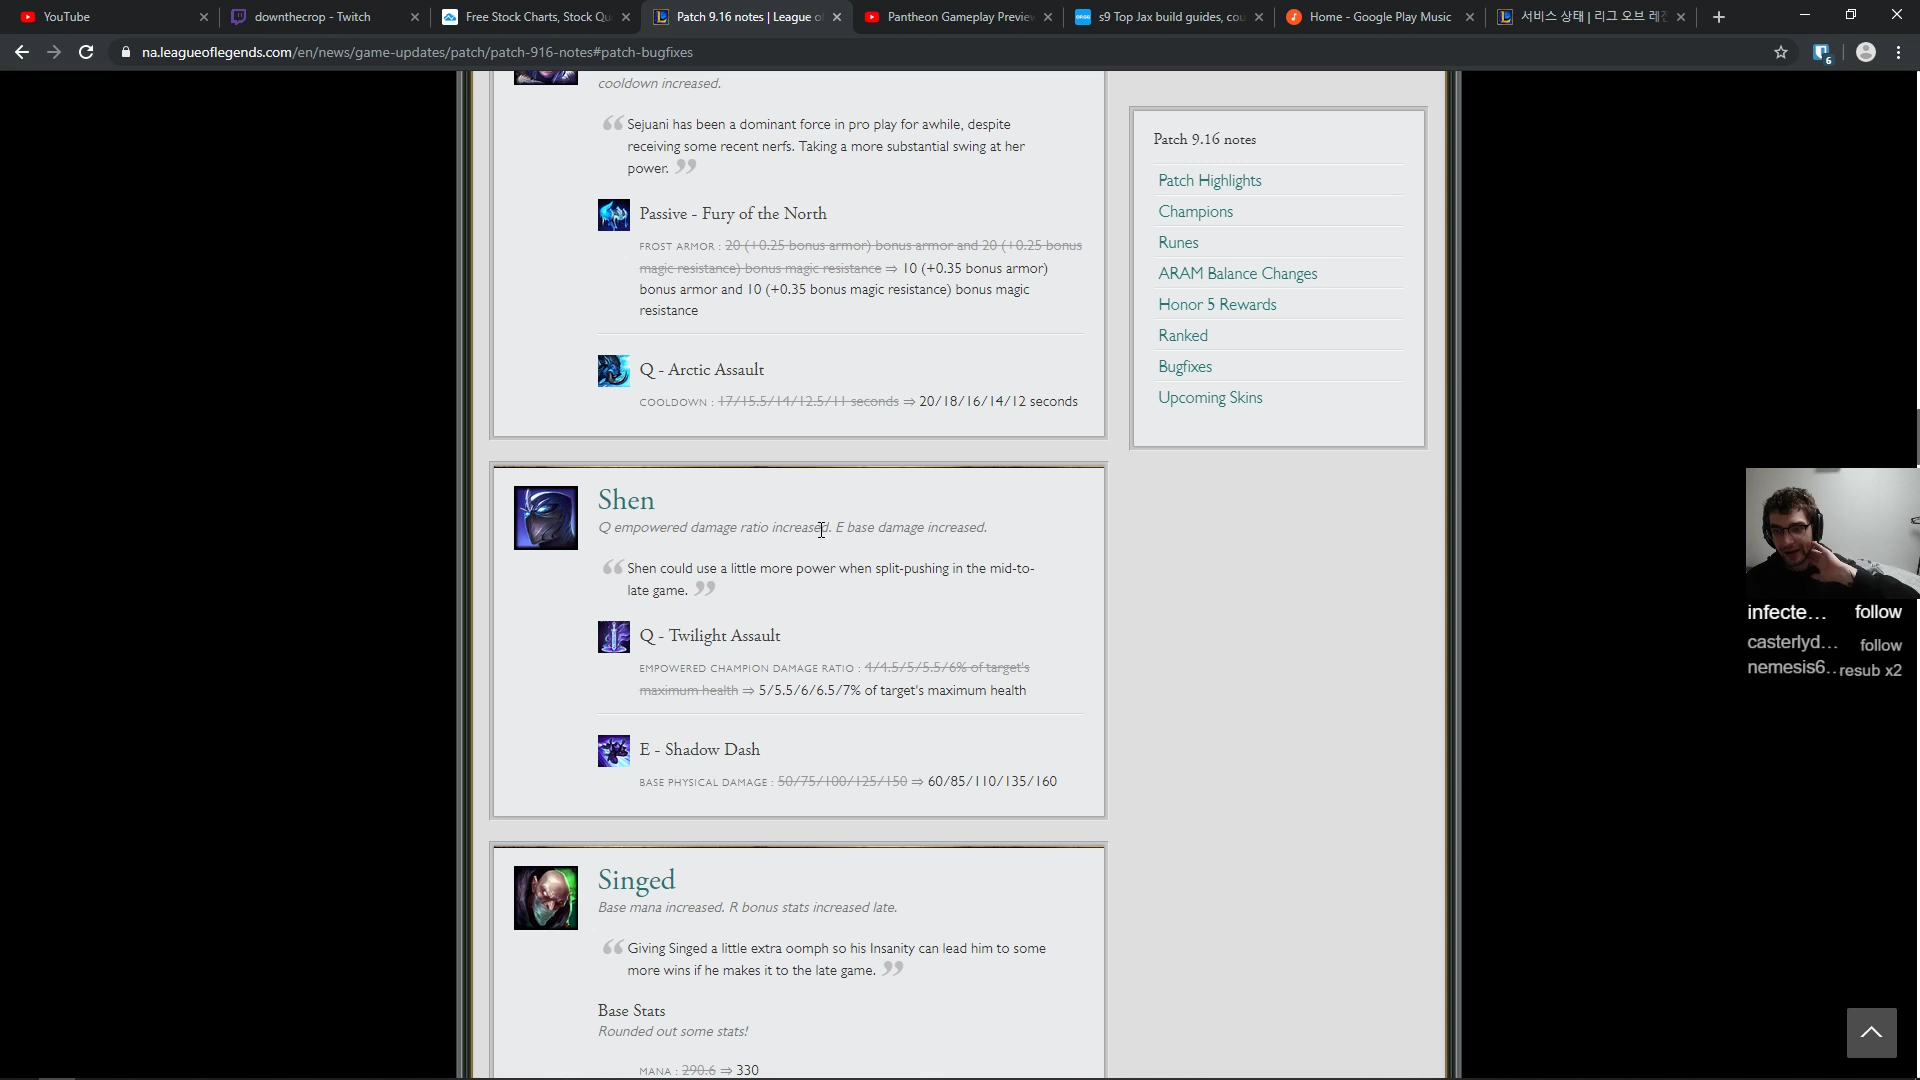 YouTube
downthecrop - Twitch
Free Stock Charts, Stock Qu
Patch 9.16 notes | League o
Pantheon Gameplay Preview
s9 Top Jax build guides, cou
Home - Google Play Music
서비스 상태 | 리그 오브 레전
na.leagueoflegends.com/en/news/game-updates/patch/patch-916-notes#patch-bugfixes
6
cooldown increased.
Sejuani has been a dominant force in pro play for awhile, despite
receiving some recent nerfs. Taking a more substantial swing at her
power.
Passive - Fury of the North
FROST ARMOR : 20 (+0.25 bonus armor) bonus armor and 20 (+0.25 bonus
magic resistance) bonus magic resistance ⇒ 10 (+0.35 bonus armor)
bonus armor and 10 (+0.35 bonus magic resistance) bonus magic
resistance
Q - Arctic Assault
COOLDOWN : 17/15.5/14/12.5/11 seconds ⇒ 20/18/16/14/12 seconds
Shen
Q empowered damage ratio increased. E base damage increased.
Shen could use a little more power when split-pushing in the mid-to-
late game.
Q - Twilight Assault
EMPOWERED CHAMPION DAMAGE RATIO : 4/4.5/5/5.5/6% of target's
maximum health ⇒ 5/5.5/6/6.5/7% of target's maximum health
E - Shadow Dash
BASE PHYSICAL DAMAGE : 50/75/100/125/150 ⇒ 60/85/110/135/160
Singed
Base mana increased. R bonus stats increased late.
Giving Singed a little extra oomph so his Insanity can lead him to some
more wins if he makes it to the late game.
Base Stats
Rounded out some stats!
MANA : 290.6 ⇒ 330
Patch 9.16 notes
Patch Highlights
Champions
Runes
ARAM Balance Changes
Honor 5 Rewards
Ranked
Bugfixes
Upcoming Skins
infecte... follow
casterlyd... follow
nemesis6.. resub x2